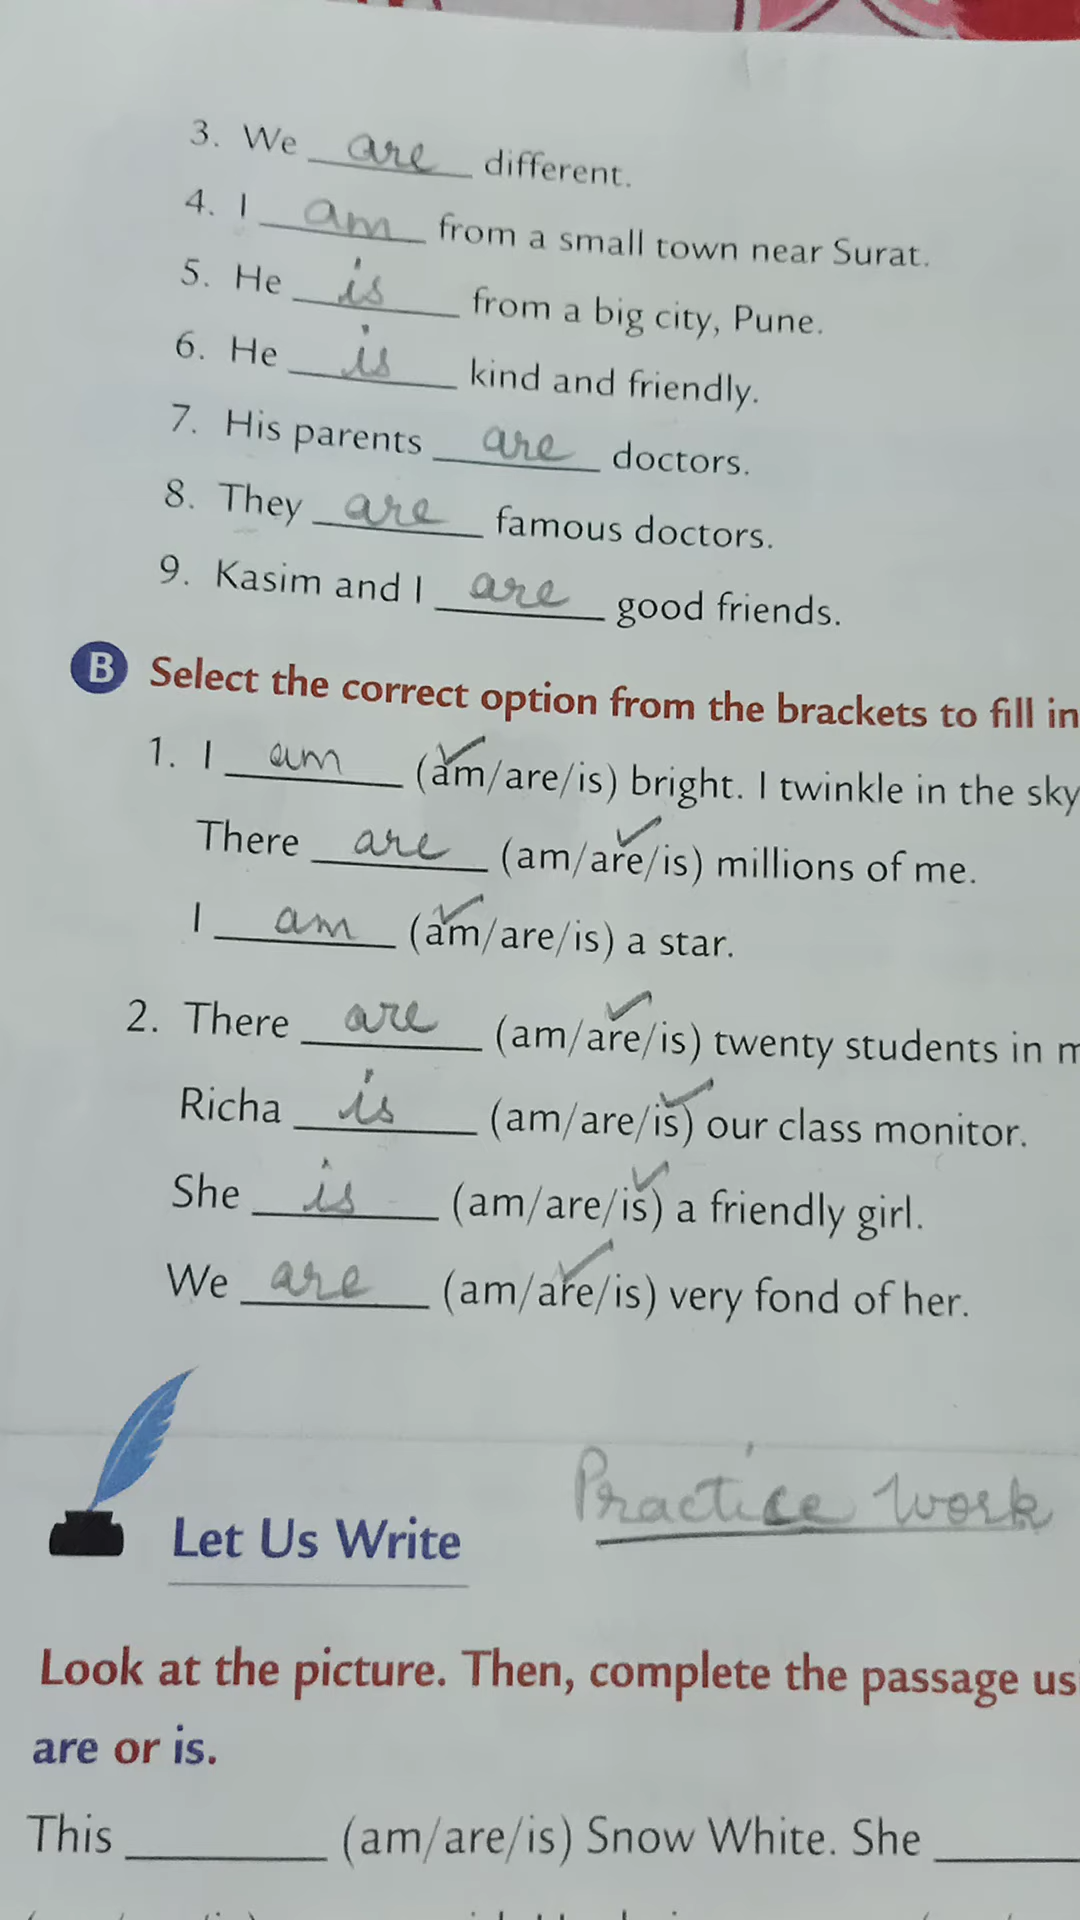 3. We are different.
4. I am from a small town near Surat.
5. He is from a big city, Pune.
6. He is kind and friendly.
7. His parents are doctors.
8. They are famous doctors.
9. Kasim and I are good friends.
B Select the correct option from the brackets to fill in
1. I am (am/are/is) bright. I twinkle in the sky
There are (am/are/is) millions of me.
I am (am/are/is) a star.
2. There are (am/are/is) twenty students in
Richa is (am/are/is) our class monitor.
She is (am/are/is) a friendly girl.
We are (am/are/is) very fond of her.
Practice work
Let Us Write
Look at the picture. Then, complete the passage us
are or is.
This ________ (am/are/is) Snow White. She ______